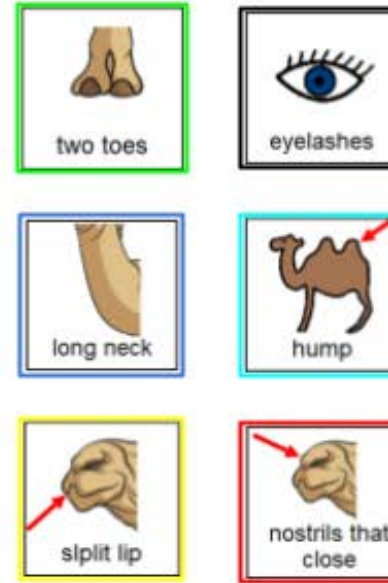 two toes
eyelashes
long neck
hump
slplit lip
nostrils that
close